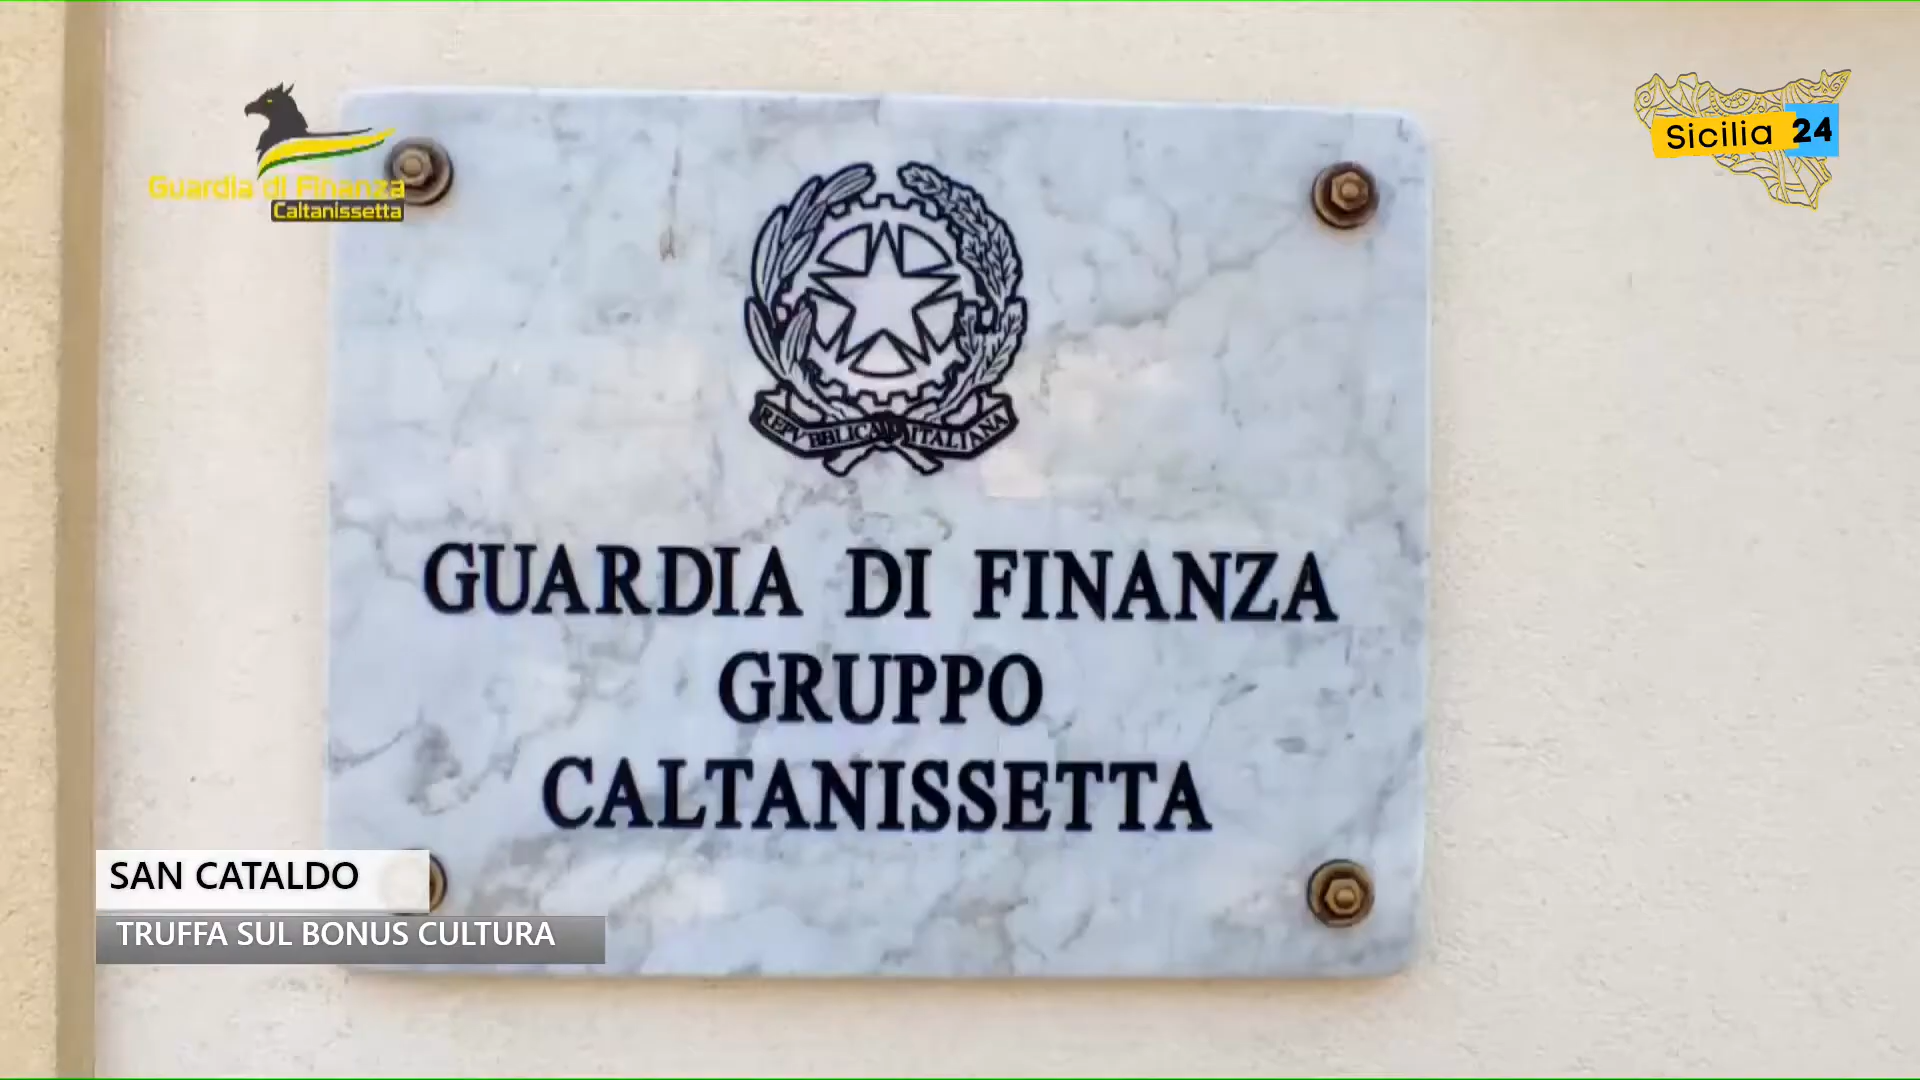 Guardia di Finanza
Caltanissetta
Sicilia 24
REPVBBLICA ITALIANA
GUARDIA DI FINANZA
GRUPPO
CALTANISSETTA
SAN CATALDO
TRUFFA SUL BONUS CULTURA